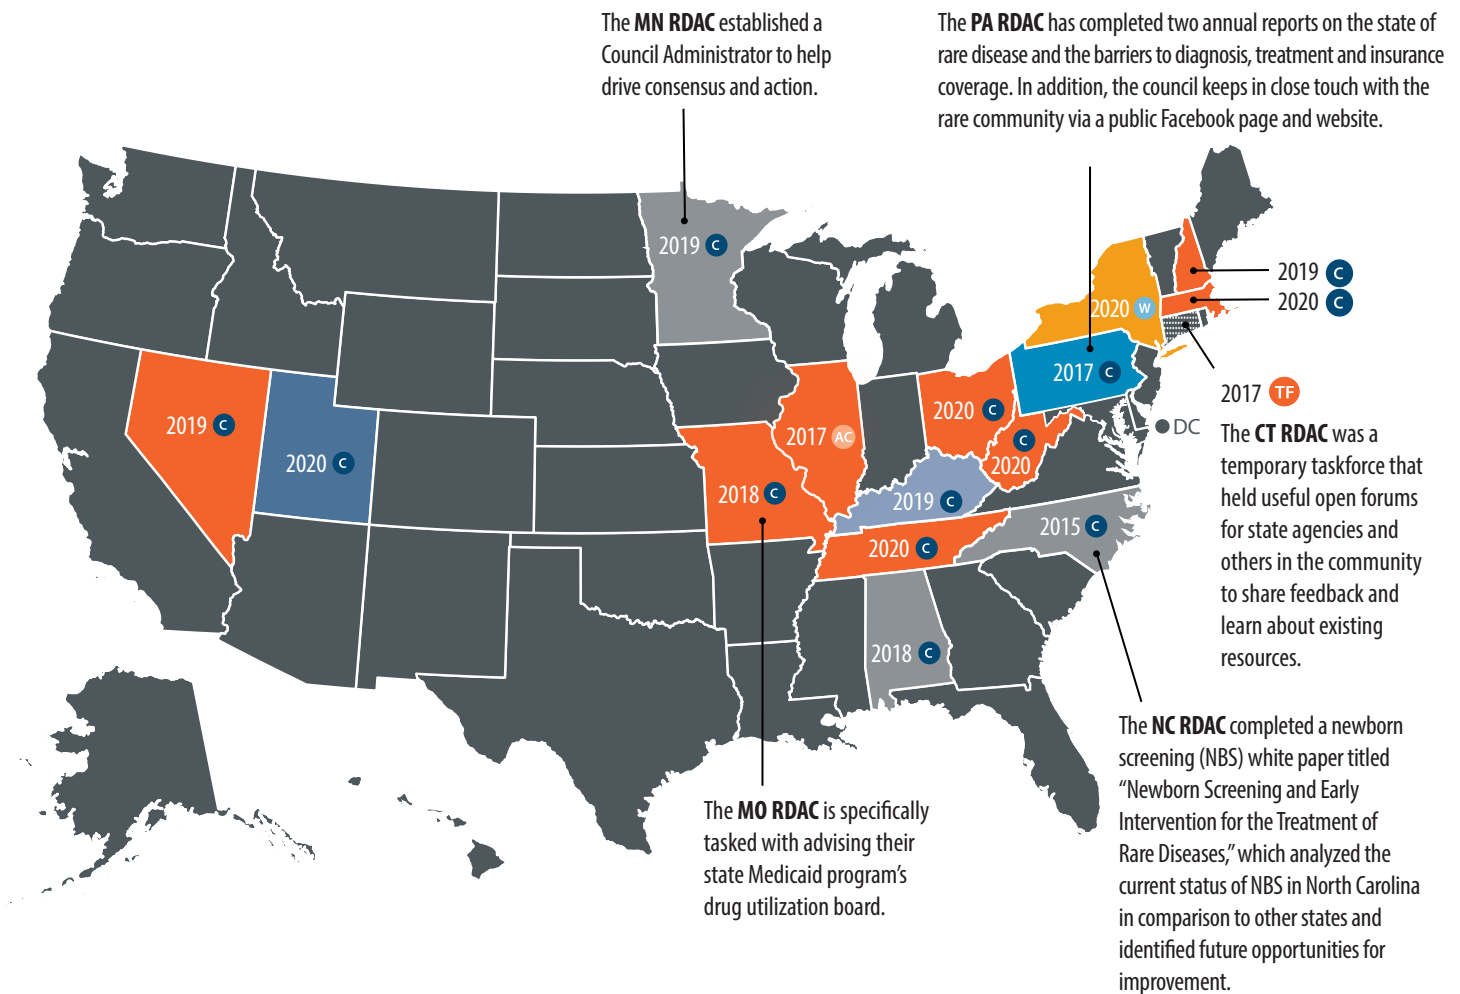 The MN RDAC established a
Council Administrator to help
drive consensus and action.
The PA RDAC has completed two annual reports on the state of
rare disease and the barriers to diagnosis, treatment and insurance
coverage. In addition, the council keeps in close touch with the
rare community via a public Facebook page and website.
2019 C
2019 C
2020 C
2020 W
2017 C
2017 TF
2019 C
2020 C
2017 AC
2020 C
C
2020
DC
2018 C
2019 C
2015 C
2020 C
2018 C
The CT RDAC was a
temporary taskforce that
held useful open forums
for state agencies and
others in the community
to share feedback and
learn about existing
resources.
The NC RDAC completed a newborn
screening (NBS) white paper titled
“Newborn Screening and Early
Intervention for the Treatment of
Rare Diseases,” which analyzed the
current status of NBS in North Carolina
in comparison to other states and
identified future opportunities for
improvement.
The MO RDAC is specifically
tasked with advising their
state Medicaid program’s
drug utilization board.